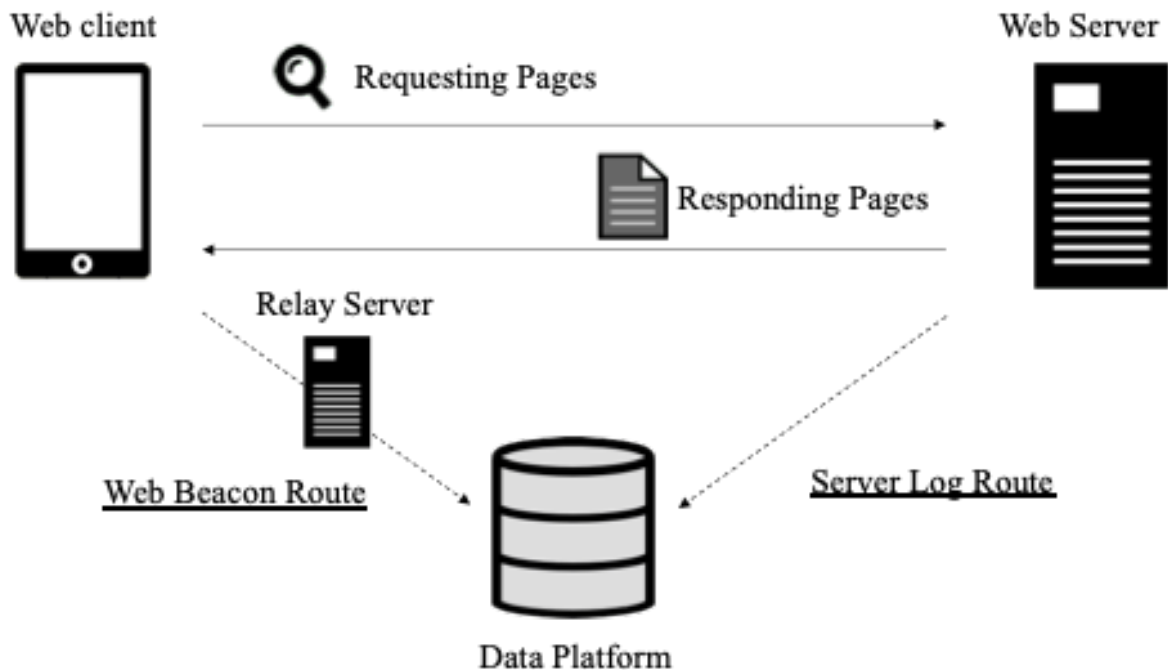 Web client
Web Server
Requesting Pages
Responding Pages
Relay Server
Web Beacon Route
Server Log Route
Data Platform